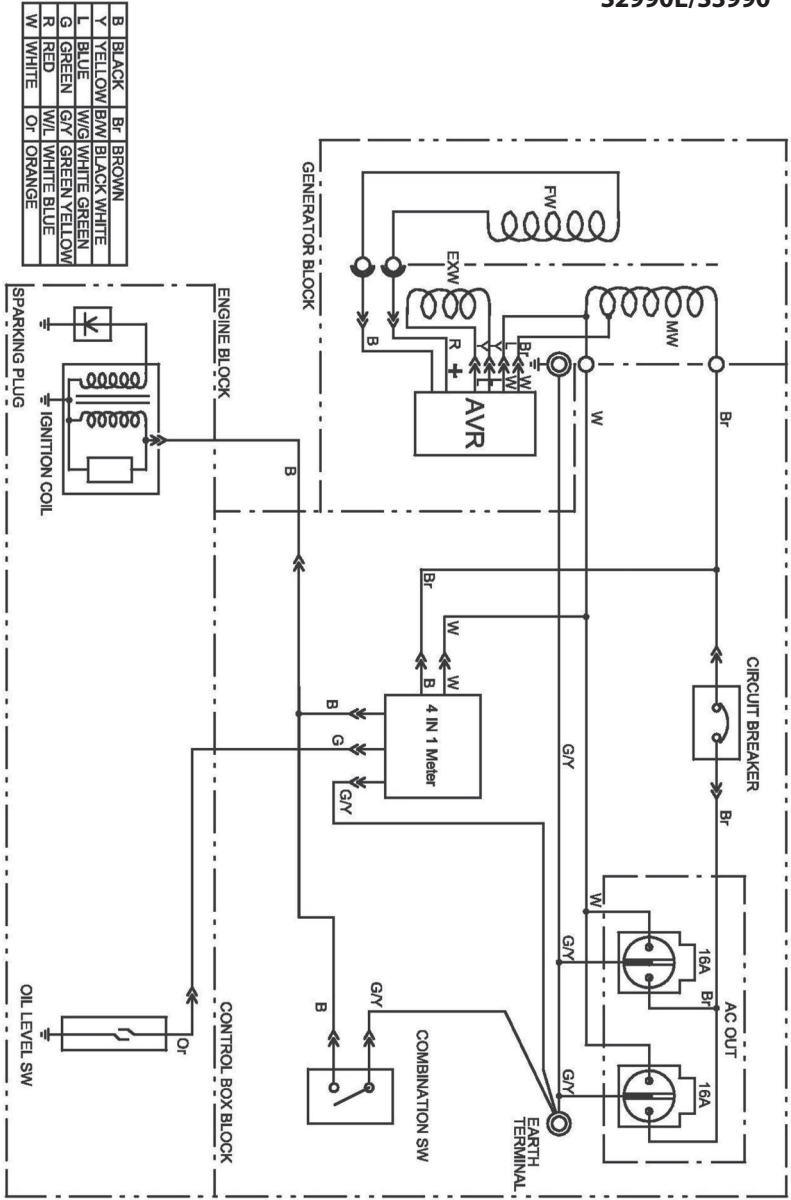 S2990E/S3990
B BLACK Br BROWN
Y YELLOW B/W BLACK WHITE
L BLUE W/G WHITE GREEN
G GREEN G/Y GREEN YELLOW
R RED W/L WHITE BLUE
W WHITE Or ORANGE
GENERATOR BLOCK
FW
EXW
MW
B
R
+
Y
Y
L
Br
L
L
W
W
AVR
W
Br
ENGINE BLOCK
SPARKING PLUG
IGNITION COIL
B
Br
W
B
W
4 IN 1 Meter
B
G
G/Y
G/Y
CIRCUIT BREAKER
Br
W
G/Y
16A
Br
AC OUT
G/Y
16A
EARTH
TERMINAL
G/Y
B
COMBINATION SW
CONTROL BOX BLOCK
Or
OIL LEVEL SW